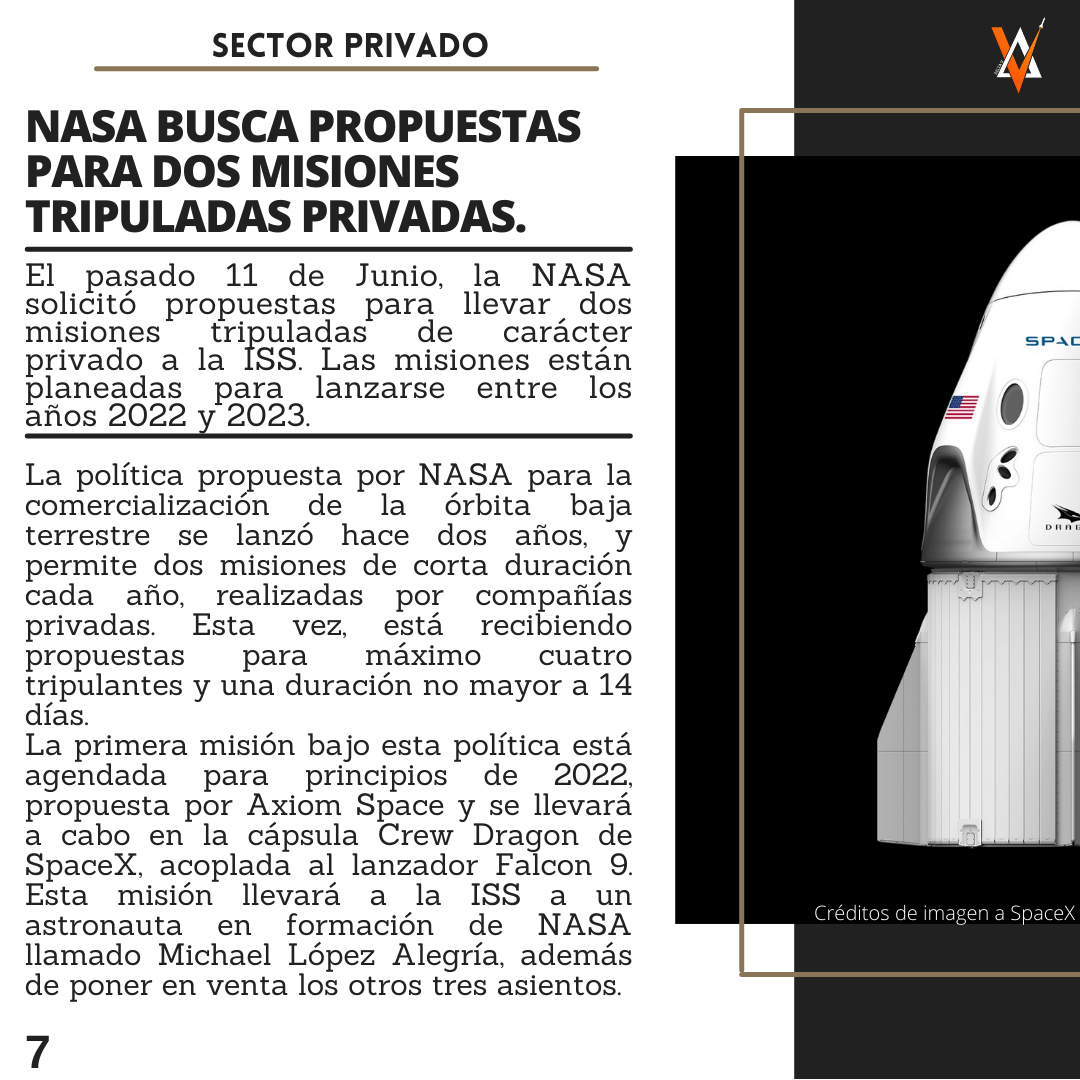 SECTOR PRIVADO
NASA BUSCA PROPUESTAS
PARA DOS MISIONES
TRIPULADAS PRIVADAS.
El pasado 11 de Junio, la NASA
solicitó propuestas para llevar dos
misiones tripuladas de carácter
privado a la ISS. Las misiones están
planeadas para lanzarse entre los
años 2022 y 2023.
La política propuesta por NASA para la
comercialización de la órbita baja
terrestre se lanzó hace dos años, y
permite dos misiones de corta duración
cada año, realizadas por compañías
privadas. Esta vez, está recibiendo
propuestas para máximo cuatro
tripulantes y una duración no mayor a 14
días.
La primera misión bajo esta política está
agendada para principios de 2022,
propuesta por Axiom Space y se llevará
a cabo en la cápsula Crew Dragon de
SpaceX, acoplada al lanzador Falcon 9.
Esta misión llevará a la ISS a un
astronauta en formación de NASA
llamado Michael López Alegría, además
de poner en venta los otros tres asientos.
7
SPAC
DRAG
Créditos de imagen a SpaceX